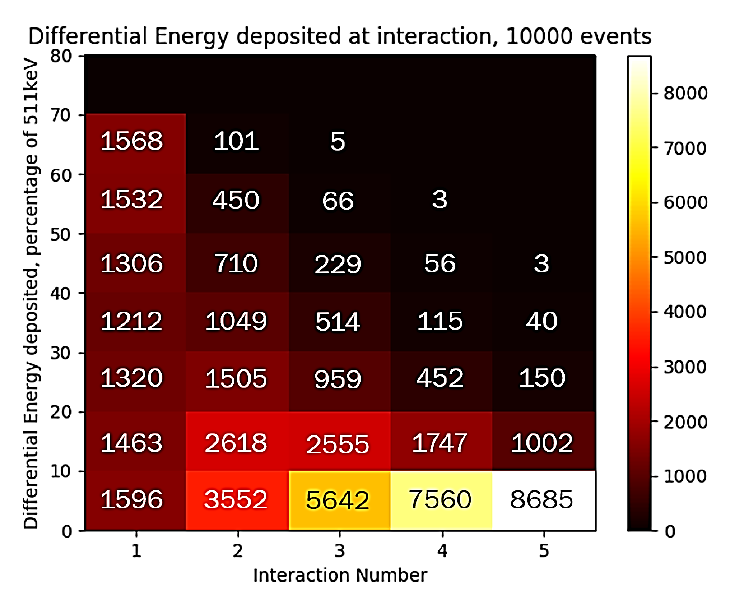 Differential Energy deposited at interaction, 10000 events
Differential Energy deposited, percentage of 511keV
80
70
60
50
40
30
20
10
0
1568 101 5
1532 450 66 3
1306 710 229 56 3
1212 1049 514 115 40
1320 1505 959 452 150
1463 2618 2555 1747 1002
1596 3552 5642 7560 8685
1 2 3 4 5
Interaction Number
8000
7000
6000
5000
4000
3000
2000
1000
0